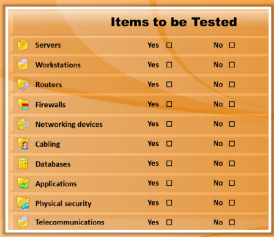 Items to be Tested
Servers Yes ☐ No ☐
Workstations Yes ☐ No ☐
Routers Yes ☐ No ☐
Firewalls Yes ☐ No ☐
Networking devices Yes ☐ No ☐
Cabling Yes ☐ No ☐
Databases Yes ☐ No ☐
Applications Yes ☐ No ☐
Physical security Yes ☐ No ☐
Telecommunications Yes ☐ No ☐